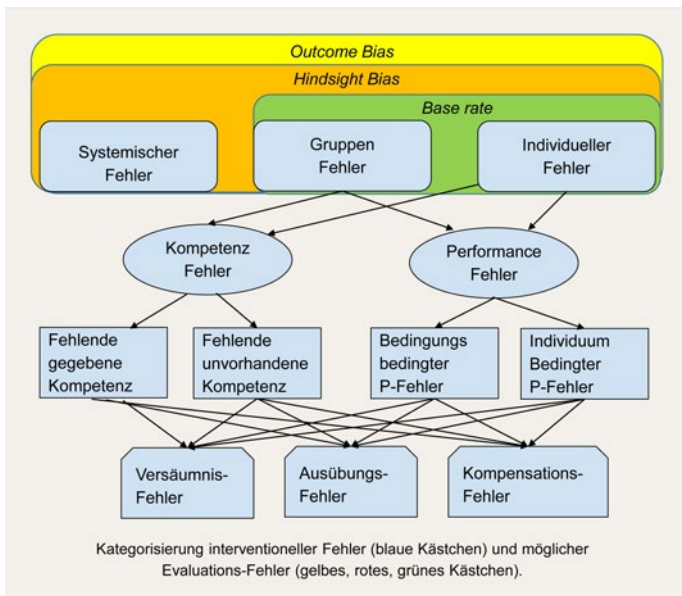 Outcome Bias
Hindsight Bias
Base rate
Systemischer
Fehler
Gruppen
Fehler
Individueller
Fehler
Kompetenz
Fehler
Performance
Fehler
Fehlende
gegebene
Kompetenz
Fehlende
unvorhandene
Kompetenz
Bedingungs
bedingter
P-Fehler
Individuum
Bedingter
P-Fehler
Versäumnis-
Fehler
Ausübungs-
Fehler
Kompensations-
Fehler
Kategorisierung interventioneller Fehler (blaue Kästchen) und möglicher
Evaluations-Fehler (gelbes, rotes, grünes Kästchen).